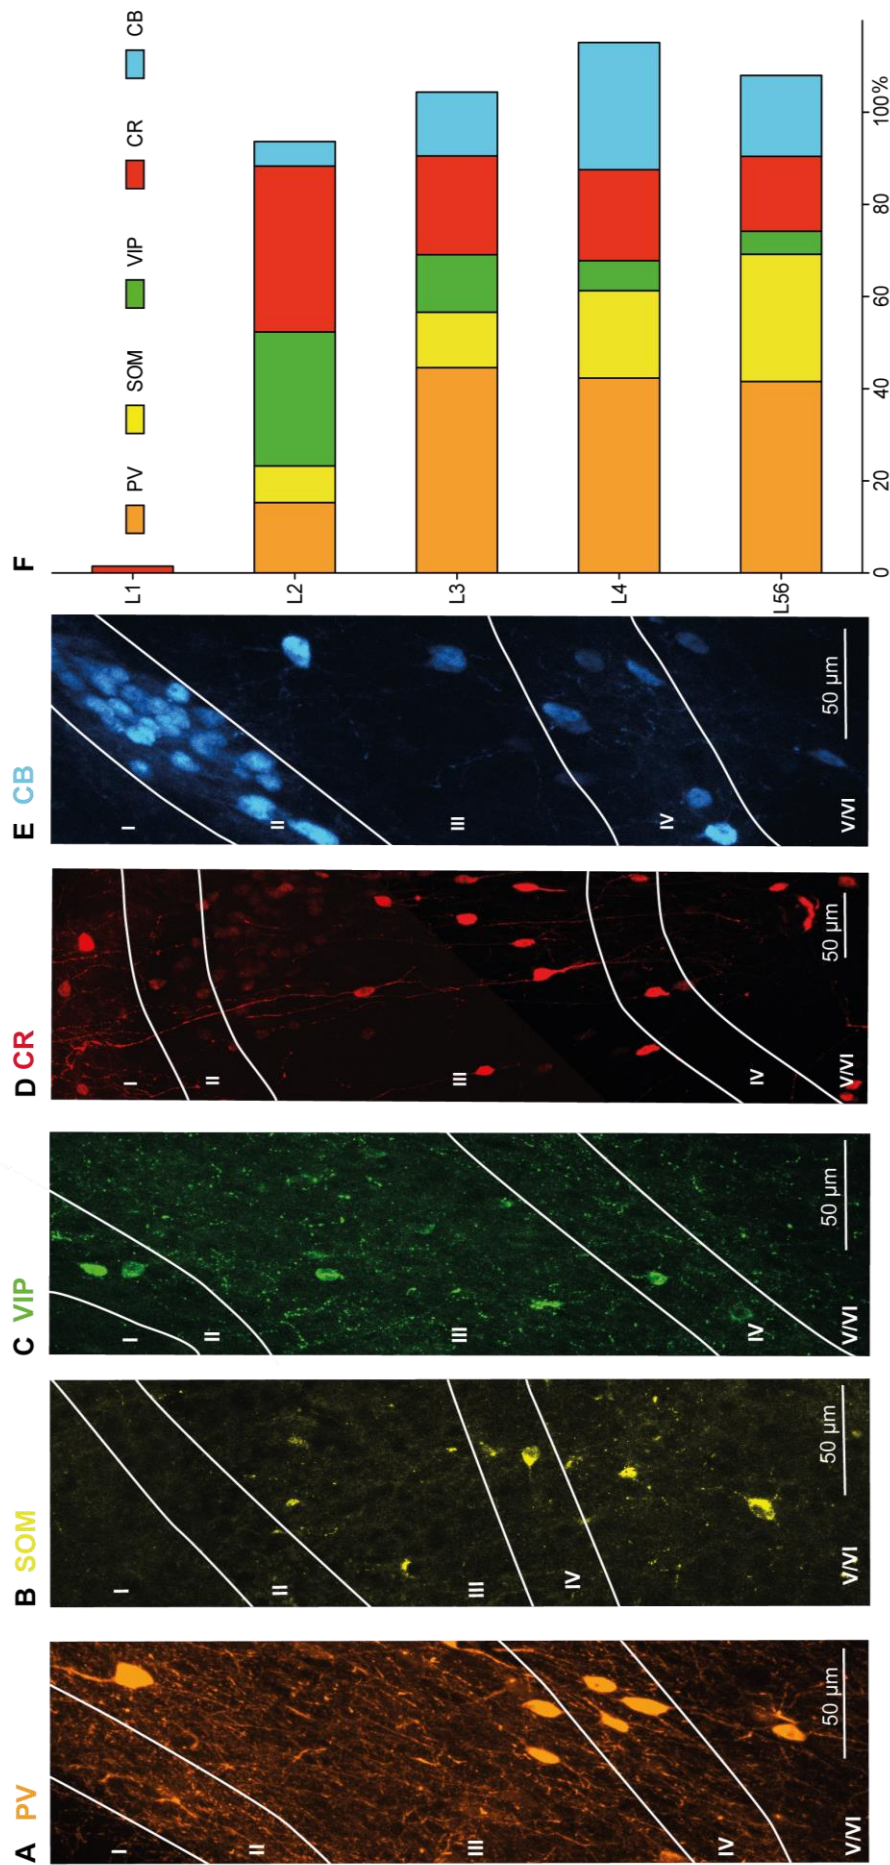 A PV
I
II
III
IV
V/VI
50 µm
B SOM
I
II
III
IV
V/VI
50 µm
C VIP
I
II
III
IV
V/VI
50 µm
D CR
I
II
III
IV
V/VI
50 µm
E CB
I
II
III
IV
V/VI
50 µm
F
PV SOM VIP CR CB
L1
L2
L3
L4
L56
0 20 40 60 80 100%